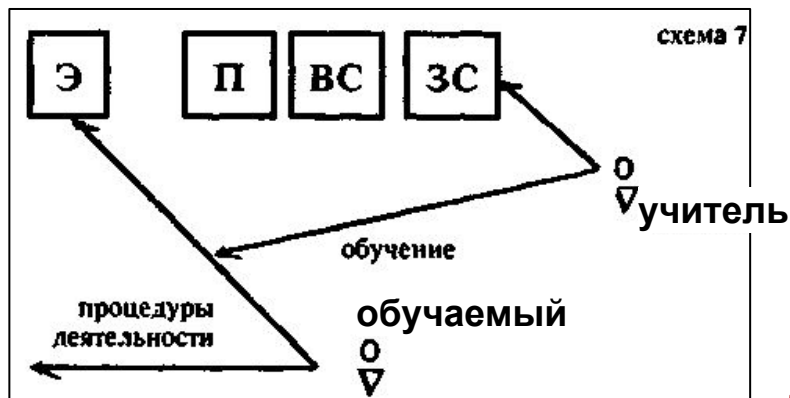 схема 7
Э П ВС ЗС
О
учитель
обучение
процедуры
деятельности
обучаемый
О